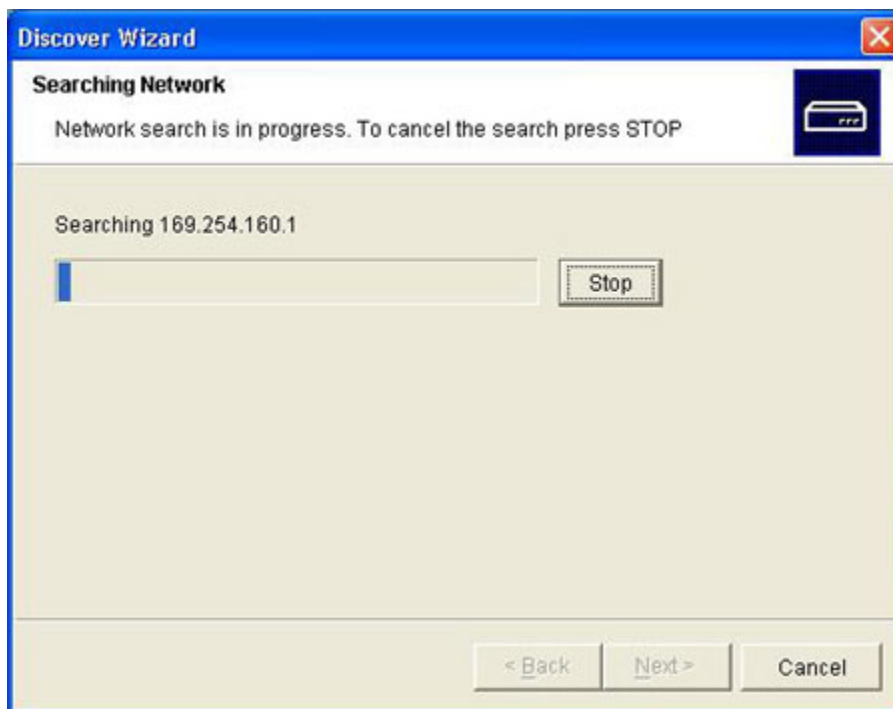 Discover Wizard
Searching Network
Network search is in progress. To cancel the search press STOP
Searching 169.254.160.1
Stop
< Back
Next >
Cancel